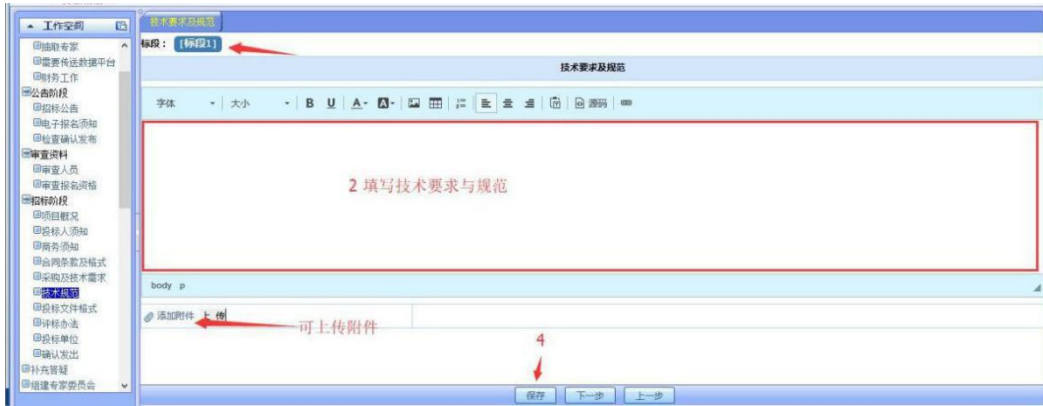 工作空间
抽取专家
需要传送数据平台
财务工作
公告阶段
招标公告
电子报名须知
检查确认发布
审查资料
审查人员
审查报名资格
招标阶段
项目概况
投标人须知
商务须知
合同条款及格式
采购及技术需求
技术规范
投标文件格式
评标办法
投标单位
确认发出
补充答疑
组建专家委员会
技术要求及规范
标段： [标段1]
技术要求及规范
字体 大小 B U A A 源码
2 填写技术要求与规范
body p
添加附件 上 传
可上传附件
4
保存 下一步 上一步